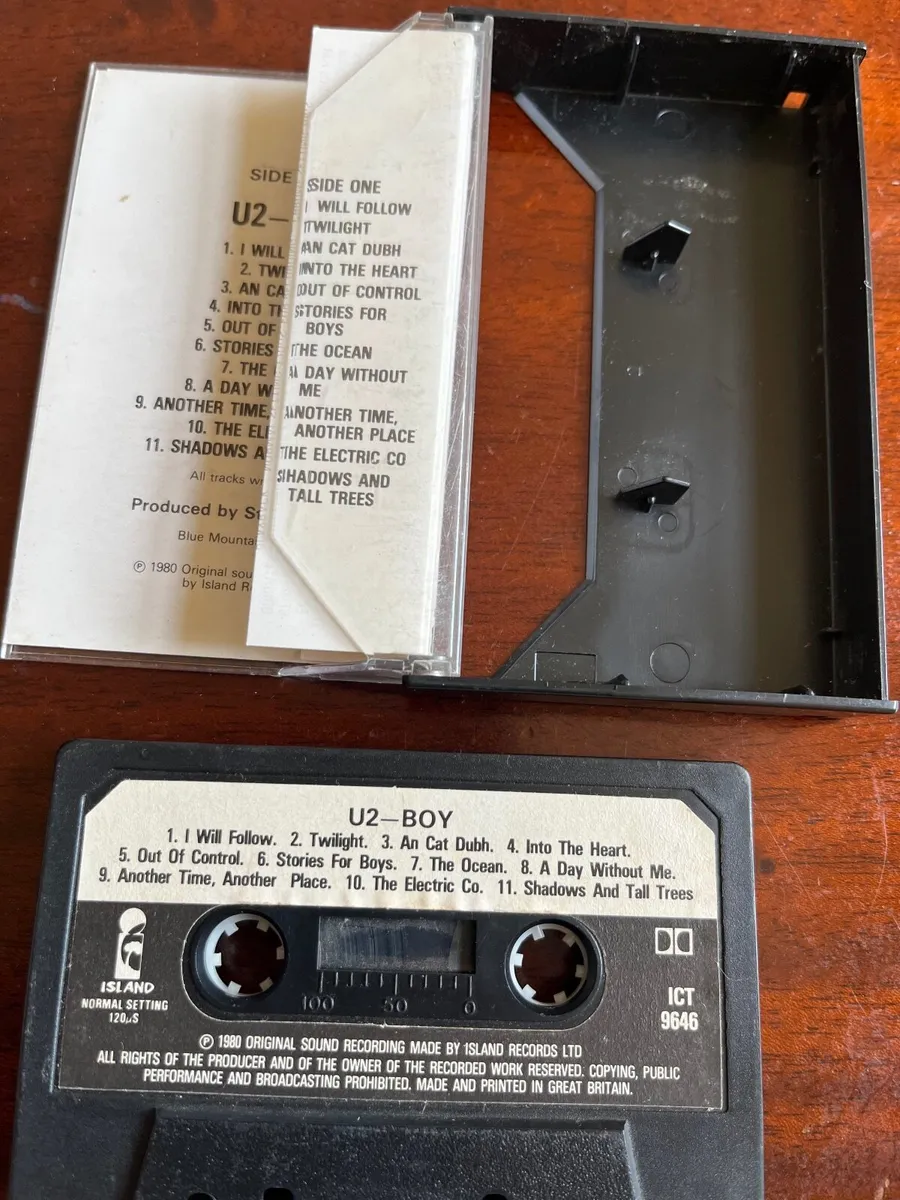 SIDE
U2—
1. I WILL
2. TWI
3. AN CA
4. INTO TH
5. OUT OF
6. STORIES
7. THE
8. A DAY W
9. ANOTHER TIME,
10. THE ELE
11. SHADOWS A
All tracks wr
Produced by St
Blue Mounta
℗ 1980 Original sou
by Island R
SIDE ONE
I WILL FOLLOW
TWILIGHT
AN CAT DUBH
INTO THE HEART
OUT OF CONTROL
STORIES FOR
BOYS
THE OCEAN
A DAY WITHOUT
ME
ANOTHER TIME,
ANOTHER PLACE
THE ELECTRIC CO
SHADOWS AND
TALL TREES
U2—BOY
1. I Will Follow. 2. Twilight. 3. An Cat Dubh. 4. Into The Heart.
5. Out Of Control. 6. Stories For Boys. 7. The Ocean. 8. A Day Without Me.
9. Another Time, Another Place. 10. The Electric Co. 11. Shadows And Tall Trees
ISLAND
NORMAL SETTING
120µS
100 50 0
ICT
9646
℗ 1980 ORIGINAL SOUND RECORDING MADE BY 1SLAND RECORDS LTD
ALL RIGHTS OF THE PRODUCER AND OF THE OWNER OF THE RECORDED WORK RESERVED. COPYING, PUBLIC
PERFORMANCE AND BROADCASTING PROHIBITED. MADE AND PRINTED IN GREAT BRITAIN.